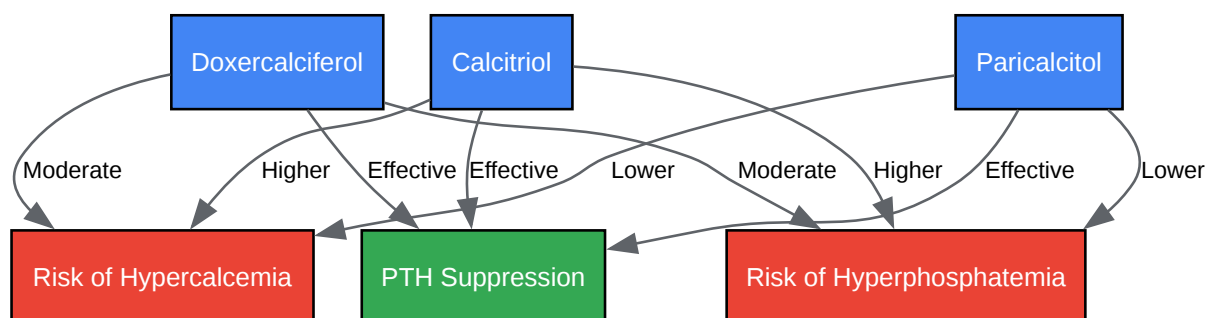 Doxercalciferol
Calcitriol
Paricalcitol
Moderate
Higher
Effective
Effective
Lower
Moderate
Higher
Effective
Lower
Risk of Hypercalcemia
PTH Suppression
Risk of Hyperphosphatemia